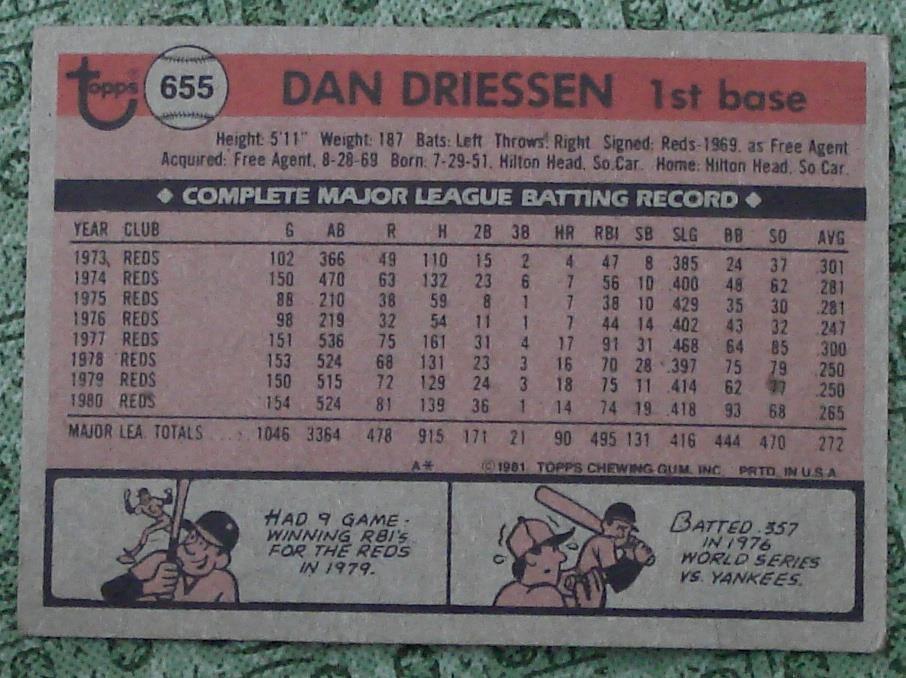 topps 655 DAN DRIESSEN 1st base
Height: 5'11" Weight: 187 Bats: Left Throws: Right Signed: Reds-1969, as Free Agent
Acquired: Free Agent, 8-28-69 Born: 7-29-51, Hilton Head, So.Car. Home: Hilton Head, So.Car.
◆ COMPLETE MAJOR LEAGUE BATTING RECORD ◆
YEAR CLUB G AB R H 2B 3B HR RBI SB SLG BB SO AVG
1973 REDS 102 366 49 110 15 2 4 47 8 .385 24 37 .301
1974 REDS 150 470 63 132 23 6 7 56 10 .400 48 62 .281
1975 REDS 88 210 38 59 8 1 7 38 10 .429 35 30 .281
1976 REDS 98 219 32 54 11 1 7 44 14 .402 43 32 .247
1977 REDS 151 536 75 161 31 4 17 91 31 .468 64 85 .300
1978 REDS 153 524 68 131 23 3 16 70 28 .397 75 79 .250
1979 REDS 150 515 72 129 24 3 18 75 11 .414 62 77 .250
1980 REDS 154 524 81 139 36 1 14 74 19 .418 93 68 .265
MAJOR LEA. TOTALS 1046 3364 478 915 171 21 90 495 131 .416 444 470 .272
A* ©1981 TOPPS CHEWING GUM, INC. PRTD. IN U.S.A.
HAD 9 GAME-
WINNING RBI's
FOR THE REDS
IN 1979.
BATTED .357
IN 1976
WORLD SERIES
VS. YANKEES.